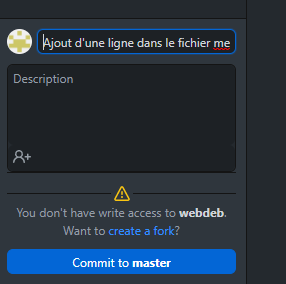 Ajout d'une ligne dans le fichier me
Description
You don't have write access to webdeb.
Want to create a fork?
Commit to master